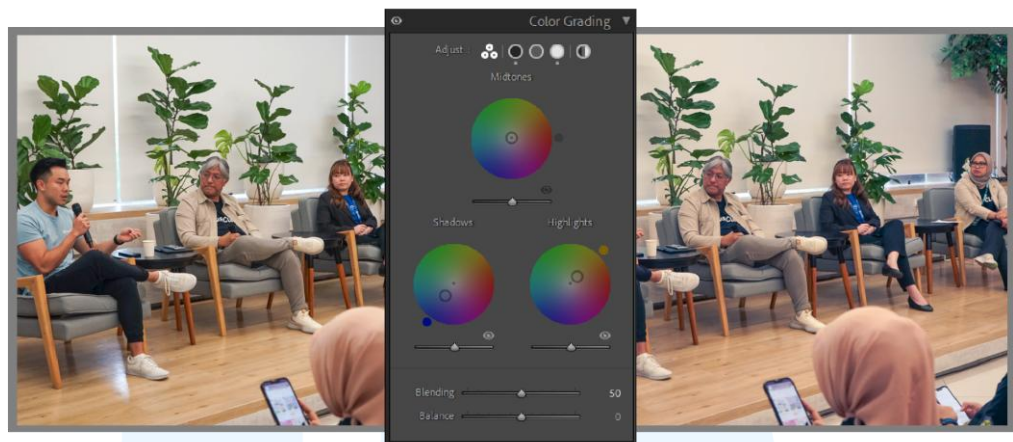 Color Grading
Adjust :
Midtones
Shadows
Highlights
Blending 50
Balance 0